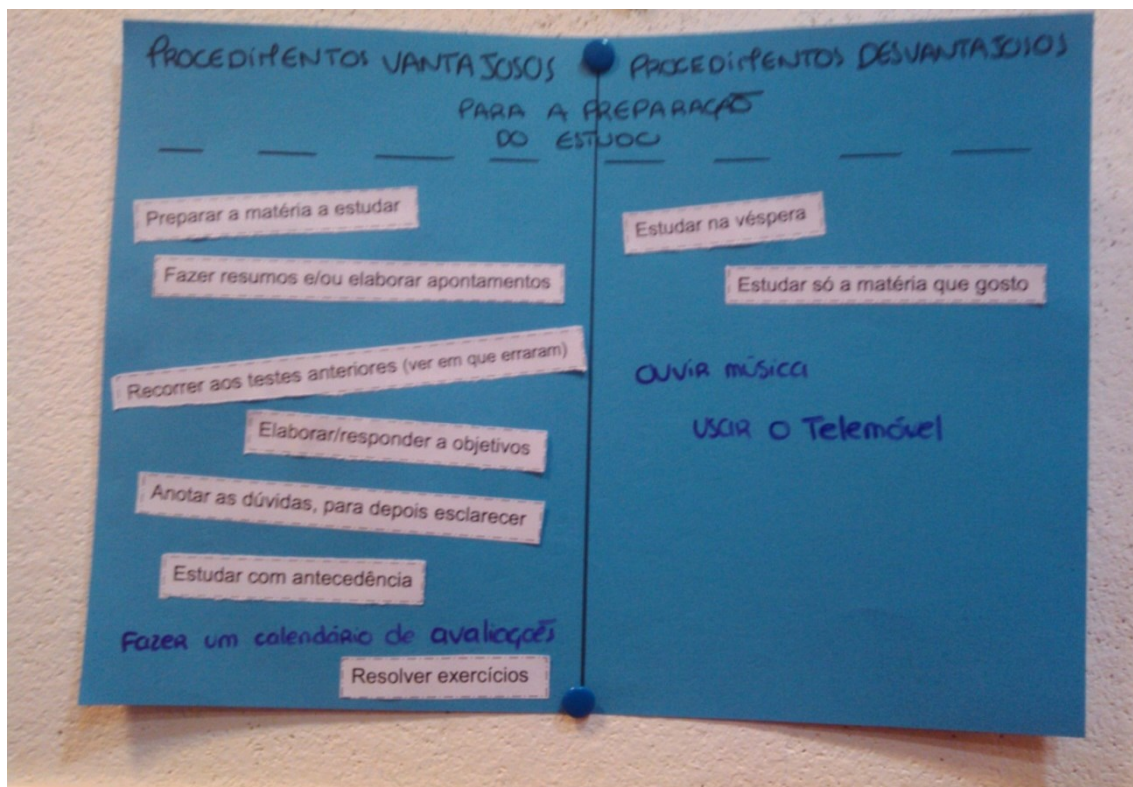 PROCEDIMENTOS VANTAJOSOS
PROCEDIMENTOS DESVANTAJOSOS
PARA A PREPARAÇÃO
DO ESTUDO
Preparar a matéria a estudar
Fazer resumos e/ou elaborar apontamentos
Recorrer aos testes anteriores (ver em que erraram)
Elaborar/responder a objetivos
Anotar as dúvidas, para depois esclarecer
Estudar com antecedência
Fazer um calendário de avaliações
Resolver exercícios
Estudar na véspera
Estudar só a matéria que gosto
Ouvir música
Usar o Telemóvel